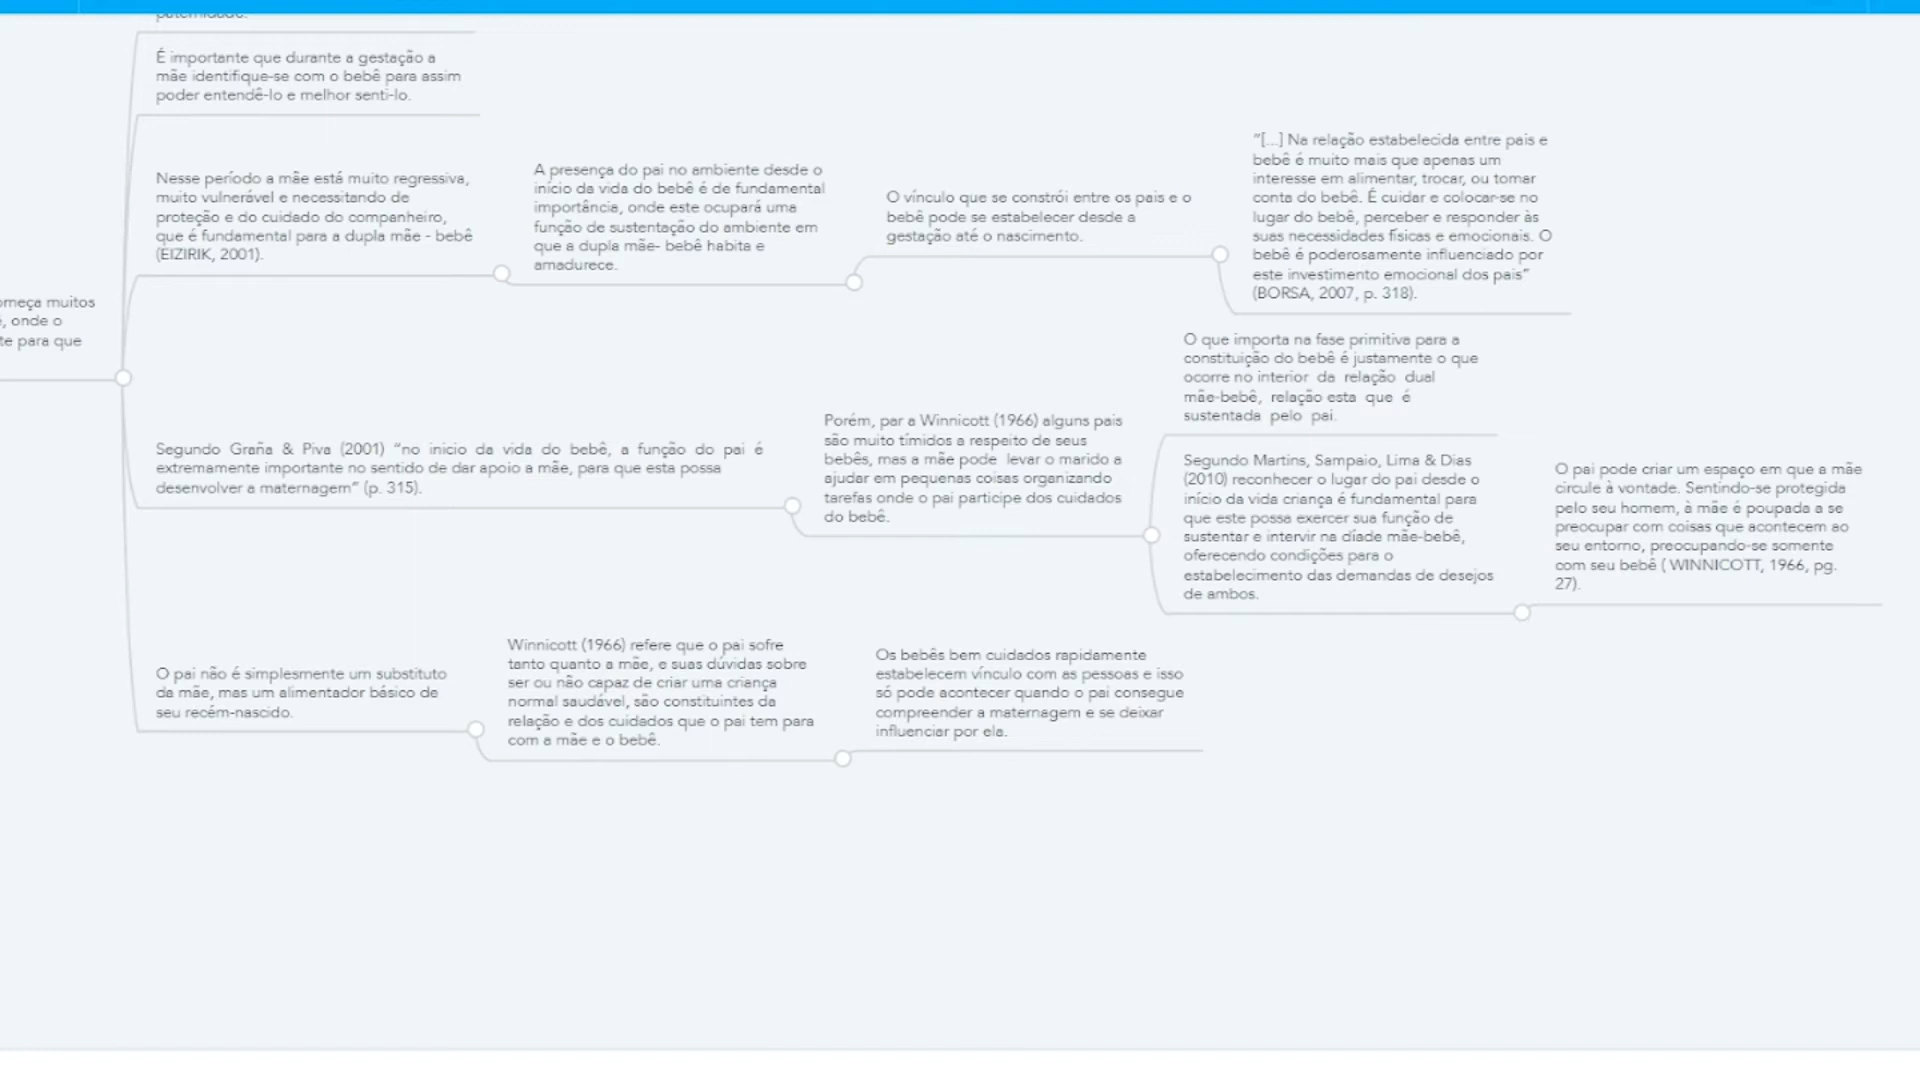 paternidade.
É importante que durante a gestação a
mãe identifique-se com o bebê para assim
poder entendê-lo e melhor senti-lo.
Nesse período a mãe está muito regressiva,
muito vulnerável e necessitando de
proteção e do cuidado do companheiro,
que é fundamental para a dupla mãe - bebê
(EIZIRIK, 2001).
A presença do pai no ambiente desde o
início da vida do bebê é de fundamental
importância, onde este ocupará uma
função de sustentação do ambiente em
que a dupla mãe- bebê habita e
amadurece.
O vínculo que se constrói entre os pais e o
bebê pode se estabelecer desde a
gestação até o nascimento.
"[...] Na relação estabelecida entre pais e
bebê é muito mais que apenas um
interesse em alimentar, trocar, ou tomar
conta do bebê. É cuidar e colocar-se no
lugar do bebê, perceber e responder às
suas necessidades físicas e emocionais. O
bebê é poderosamente influenciado por
este investimento emocional dos pais"
(BORSA, 2007, p. 318).
omeça muitos
, onde o
te para que
Segundo Graña & Piva (2001) "no inicio da vida do bebê, a função do pai é
extremamente importante no sentido de dar apoio a mãe, para que esta possa
desenvolver a maternagem" (p. 315).
Porém, par a Winnicott (1966) alguns pais
são muito tímidos a respeito de seus
bebês, mas a mãe pode levar o marido a
ajudar em pequenas coisas organizando
tarefas onde o pai participe dos cuidados
do bebê.
O que importa na fase primitiva para a
constituição do bebê é justamente o que
ocorre no interior da relação dual
mãe-bebê, relação esta que é
sustentada pelo pai.
Segundo Martins, Sampaio, Lima & Dias
(2010) reconhecer o lugar do pai desde o
início da vida criança é fundamental para
que este possa exercer sua função de
sustentar e intervir na díade mãe-bebê,
oferecendo condições para o
estabelecimento das demandas de desejos
de ambos.
O pai pode criar um espaço em que a mãe
circule à vontade. Sentindo-se protegida
pelo seu homem, à mãe é poupada a se
preocupar com coisas que acontecem ao
seu entorno, preocupando-se somente
com seu bebê ( WINNICOTT, 1966, pg.
27).
O pai não é simplesmente um substituto
da mãe, mas um alimentador básico de
seu recém-nascido.
Winnicott (1966) refere que o pai sofre
tanto quanto a mãe, e suas dúvidas sobre
ser ou não capaz de criar uma criança
normal saudável, são constituintes da
relação e dos cuidados que o pai tem para
com a mãe e o bebê.
Os bebês bem cuidados rapidamente
estabelecem vínculo com as pessoas e isso
só pode acontecer quando o pai consegue
compreender a maternagem e se deixar
influenciar por ela.